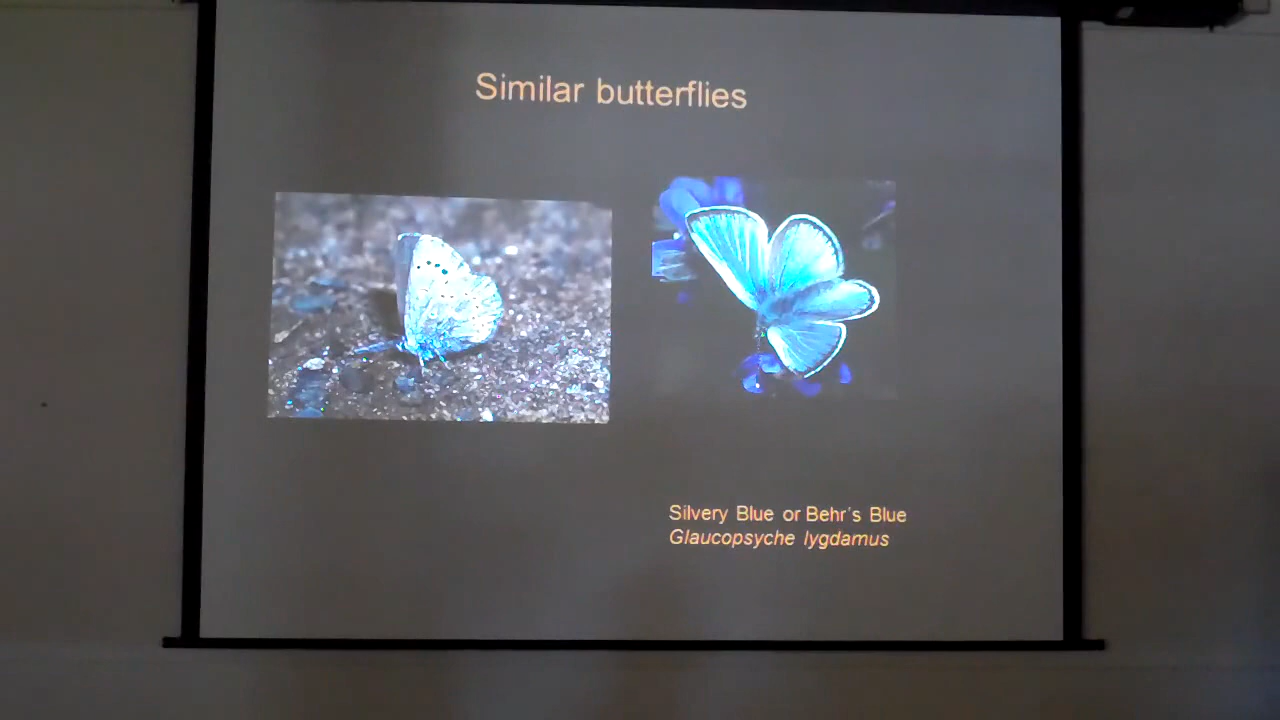 Similar butterflies
Silvery Blue or Behr's Blue
Glaucopsyche lygdamus